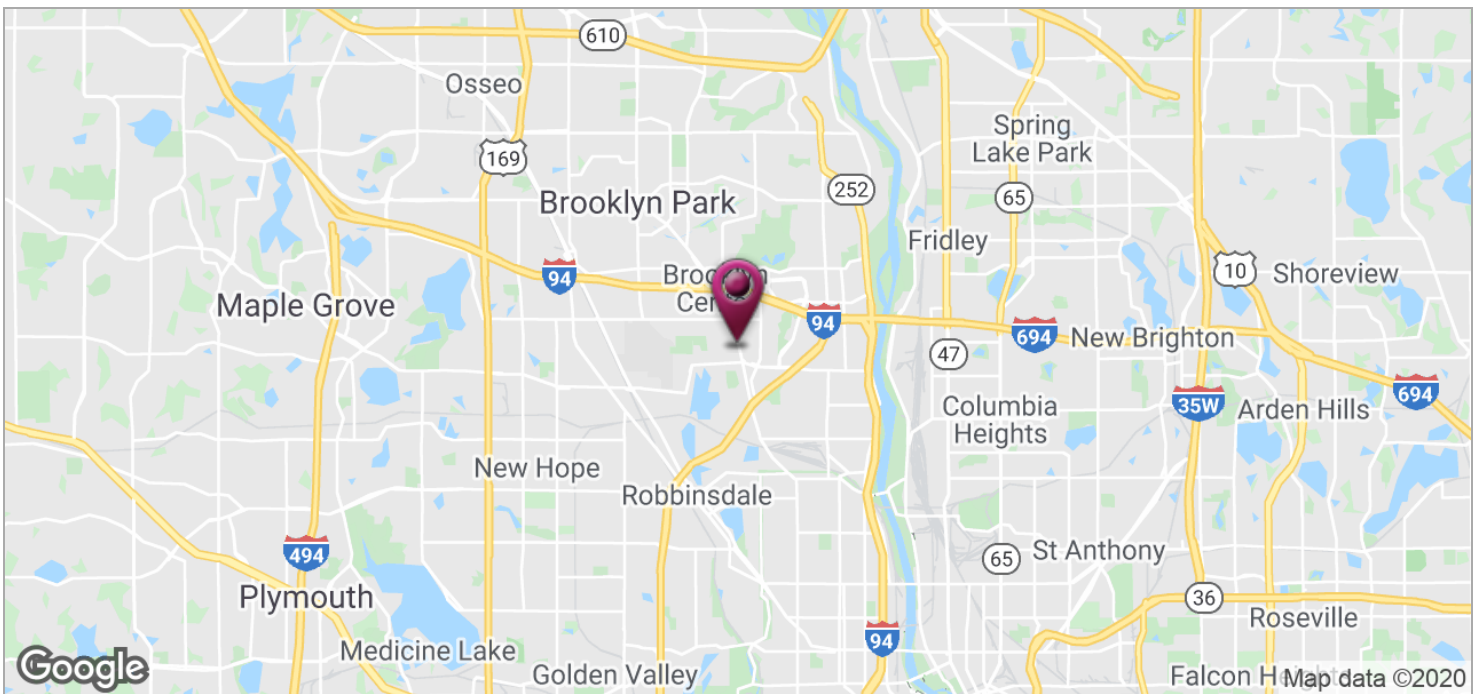 610
Osseo
Spring
Lake Park
169
252
65
Brooklyn Park
Fridley
10
Shoreview
94
Maple Grove
94
694
New Brighton
47
694
35W
Columbia
Heights
Arden Hills
New Hope
Robbinsdale
494
65
St Anthony
Plymouth
36
Roseville
94
Medicine Lake
Golden Valley
Google
Falcon
Map data ©2020